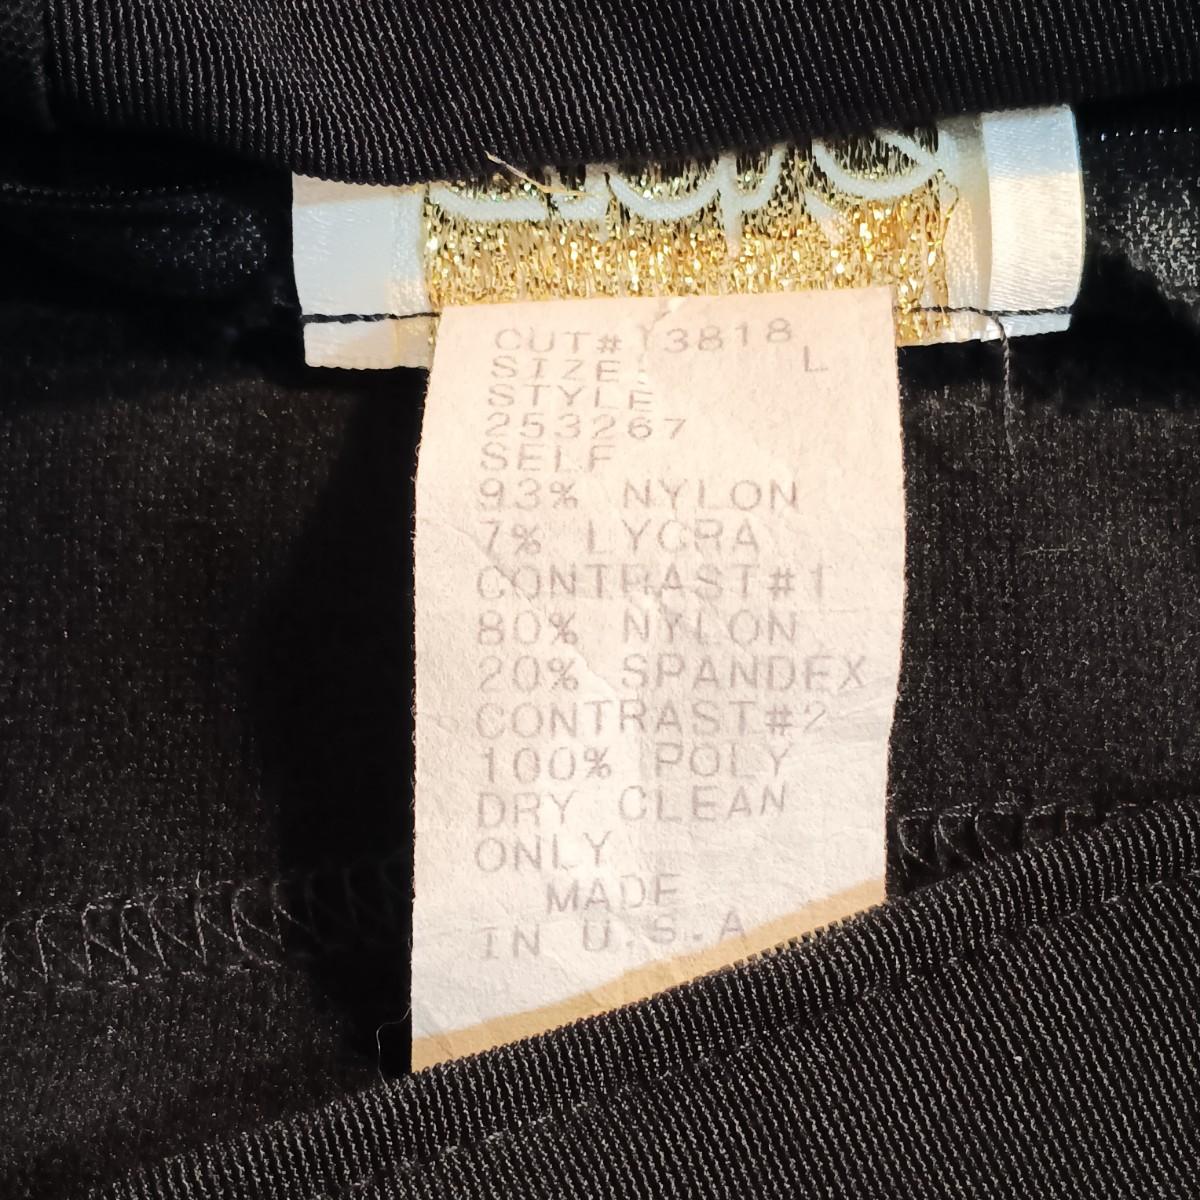 CUT# 13818
SIZE: L
STYLE
253267
SELF
93% NYLON
7% LYCRA
CONTRAST#1
80% NYLON
20% SPANDEX
CONTRAST#2
100% POLY
DRY CLEAN
ONLY
MADE
IN U.S.A